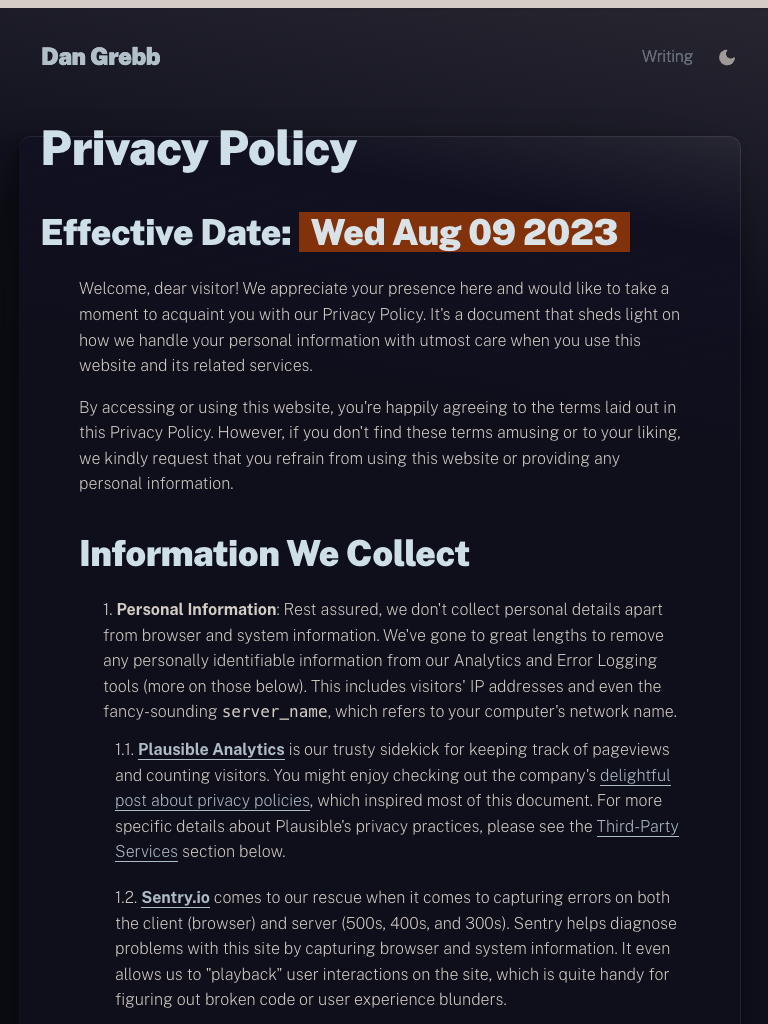 Dan Grebb
Writing
Privacy Policy
Effective Date: Wed Aug 09 2023
Welcome, dear visitor! We appreciate your presence here and would like to take a
moment to acquaint you with our Privacy Policy. It's a document that sheds light on
how we handle your personal information with utmost care when you use this
website and its related services.
By accessing or using this website, you're happily agreeing to the terms laid out in
this Privacy Policy. However, if you don't find these terms amusing or to your liking,
we kindly request that you refrain from using this website or providing any
personal information.
Information We Collect
1. Personal Information: Rest assured, we don't collect personal details apart
from browser and system information. We've gone to great lengths to remove
any personally identifiable information from our Analytics and Error Logging
tools (more on those below). This includes visitors' IP addresses and even the
fancy-sounding server_name, which refers to your computer's network name.
1.1. Plausible Analytics is our trusty sidekick for keeping track of pageviews
and counting visitors. You might enjoy checking out the company's delightful
post about privacy policies, which inspired most of this document. For more
specific details about Plausible's privacy practices, please see the Third-Party
Services section below.
1.2. Sentry.io comes to our rescue when it comes to capturing errors on both
the client (browser) and server (500s, 400s, and 300s). Sentry helps diagnose
problems with this site by capturing browser and system information. It even
allows us to "playback" user interactions on the site, which is quite handy for
figuring out broken code or user experience blunders.